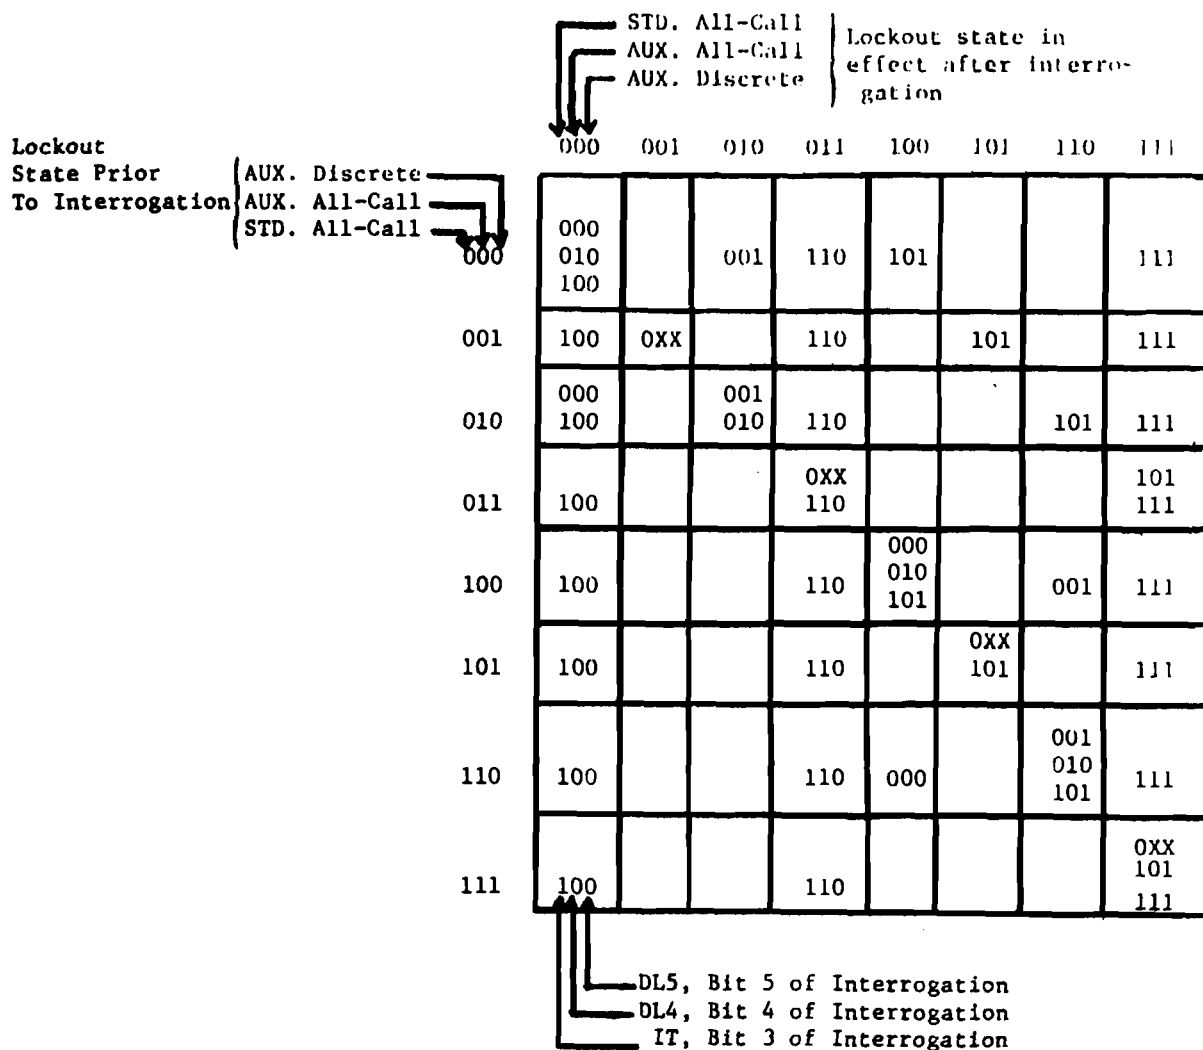 STD. All-Call
AUX. All-Call
AUX. Discrete
Lockout state in
effect after interro-
gation
Lockout
State Prior
To Interrogation
AUX. Discrete
AUX. All-Call
STD. All-Call
000 001 010 011 100 101 110 111
000
000
010
100
001 110 101 111
001 100 0XX 110 101 111
010
000
100
001
010
110 101 111
011 100
0XX
110
101
111
100 100 110
000
010
101
001 111
101 100 110
0XX
101
111
110 100 110 000
001
010
101
111
111 100 110
0XX
101
111
DL5, Bit 5 of Interrogation
DL4, Bit 4 of Interrogation
IT, Bit 3 of Interrogation